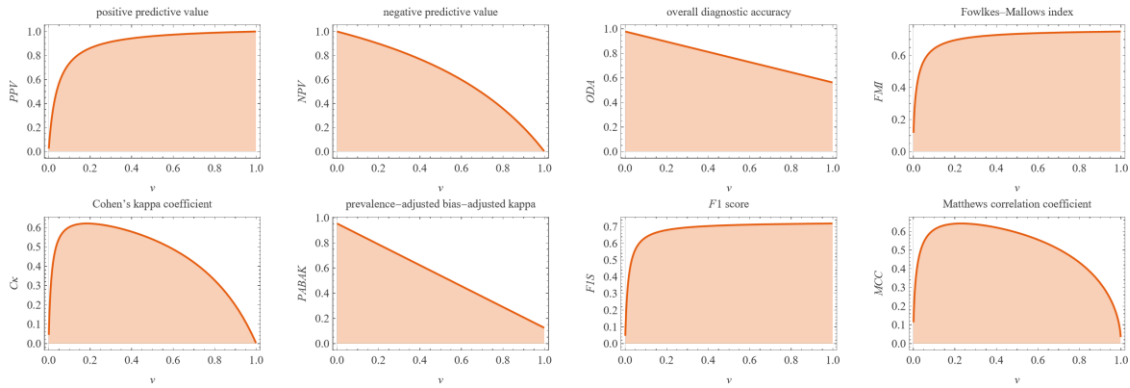 positive predictive value
negative predictive value
overall diagnostic accuracy
Fowlkes–Mallows index
PPV
1.0
0.8
0.6
0.4
0.2
0.0
0.0 0.2 0.4 0.6 0.8 1.0
v
NPV
1.0
0.8
0.6
0.4
0.2
0.0
0.0 0.2 0.4 0.6 0.8 1.0
v
ODA
1.0
0.8
0.6
0.4
0.2
0.0
0.0 0.2 0.4 0.6 0.8 1.0
v
FMI
0.6
0.4
0.2
0.0
0.0 0.2 0.4 0.6 0.8 1.0
v
Cohen's kappa coefficient
prevalence–adjusted bias–adjusted kappa
F1 score
Matthews correlation coefficient
Cκ
0.6
0.5
0.4
0.3
0.2
0.1
0.0
0.0 0.2 0.4 0.6 0.8 1.0
v
PABAK
1.0
0.8
0.6
0.4
0.2
0.0
0.0 0.2 0.4 0.6 0.8 1.0
v
F1S
0.7
0.6
0.5
0.4
0.3
0.2
0.1
0.0
0.0 0.2 0.4 0.6 0.8 1.0
v
MCC
0.6
0.5
0.4
0.3
0.2
0.1
0.0
0.0 0.2 0.4 0.6 0.8 1.0
v